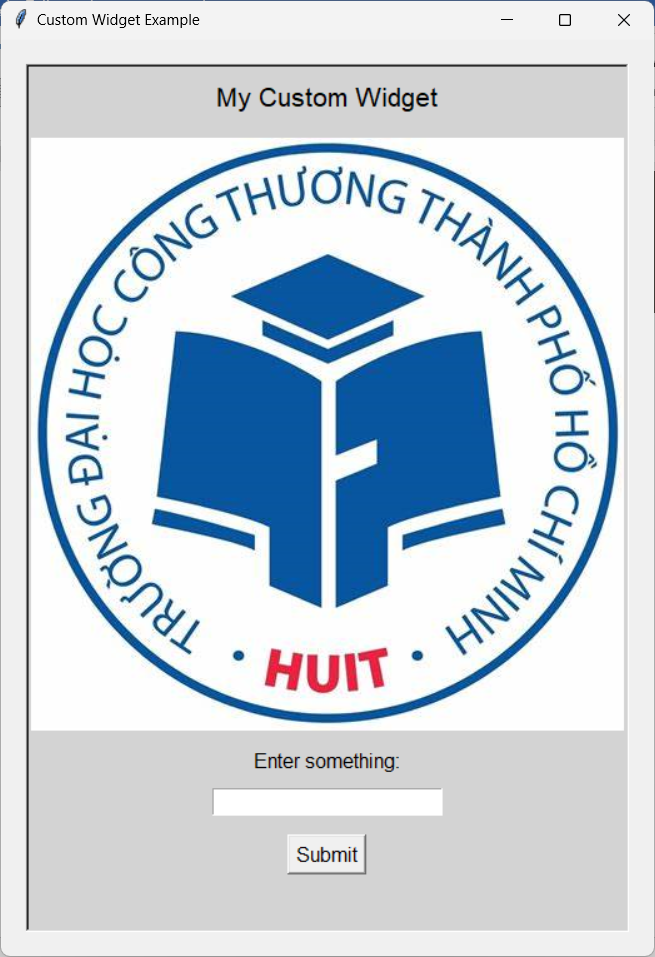 Custom Widget Example
My Custom Widget
TRƯỜNG ĐẠI HỌC CÔNG THƯƠNG THÀNH PHỐ HỒ CHÍ MINH
• HUIT •
Enter something:
Submit